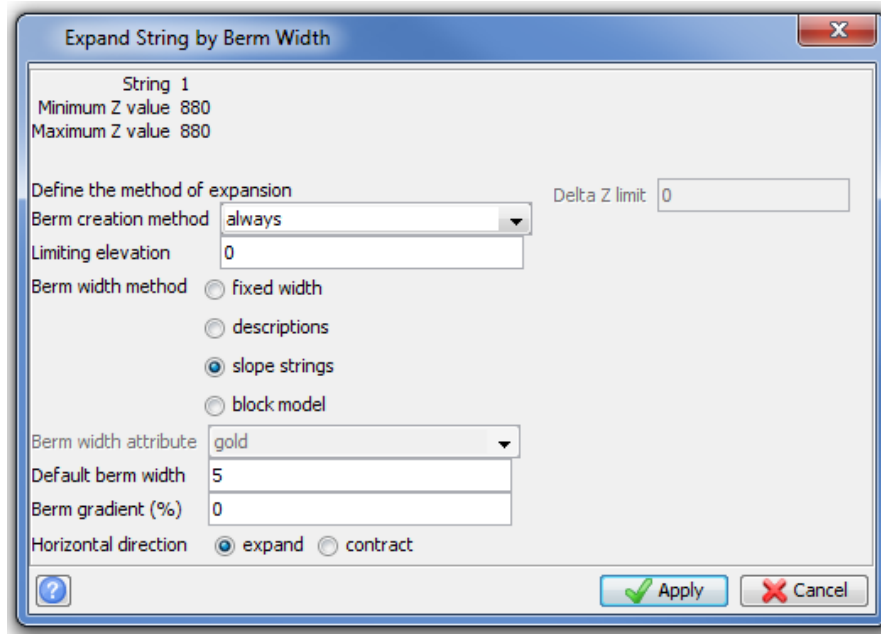 Expand String by Berm Width
String 1
Minimum Z value 880
Maximum Z value 880
Define the method of expansion
Delta Z limit 0
Berm creation method always
Limiting elevation 0
Berm width method fixed width
descriptions
slope strings
block model
Berm width attribute gold
Default berm width 5
Berm gradient (%) 0
Horizontal direction expand contract
? Apply Cancel